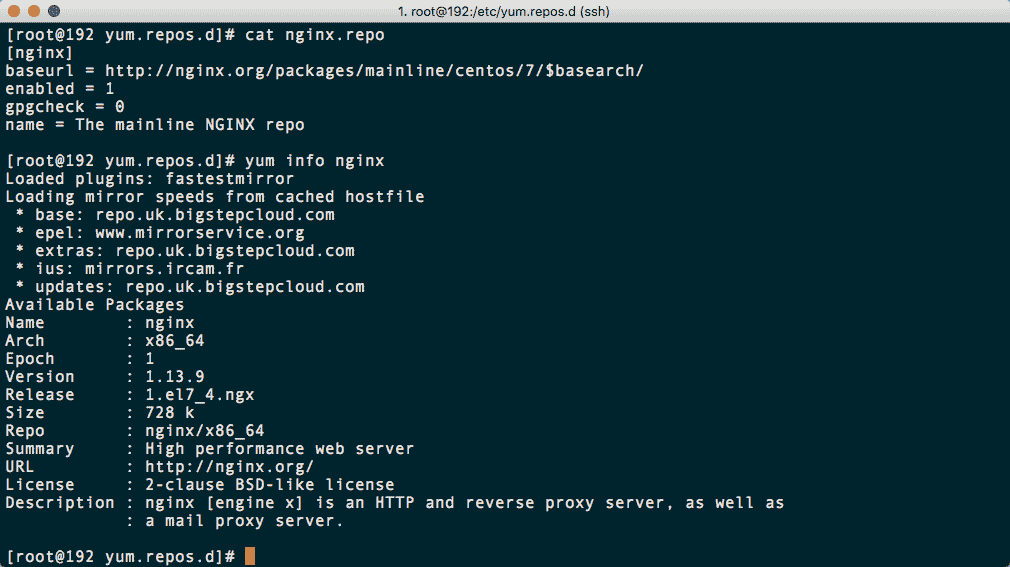 1. root@192:/etc/yum.repos.d (ssh)
[root@192 yum.repos.d]# cat nginx.repo
[nginx]
baseurl = http://nginx.org/packages/mainline/centos/7/$basearch/
enabled = 1
gpgcheck = 0
name = The mainline NGINX repo
[root@192 yum.repos.d]# yum info nginx
Loaded plugins: fastestmirror
Loading mirror speeds from cached hostfile
 * base: repo.uk.bigstepcloud.com
 * epel: www.mirrorservice.org
 * extras: repo.uk.bigstepcloud.com
 * ius: mirrors.ircam.fr
 * updates: repo.uk.bigstepcloud.com
Available Packages
Name        : nginx
Arch        : x86_64
Epoch       : 1
Version     : 1.13.9
Release     : 1.el7_4.ngx
Size        : 728 k
Repo        : nginx/x86_64
Summary     : High performance web server
URL         : http://nginx.org/
License     : 2-clause BSD-like license
Description : nginx [engine x] is an HTTP and reverse proxy server, as well as
            : a mail proxy server.
[root@192 yum.repos.d]#